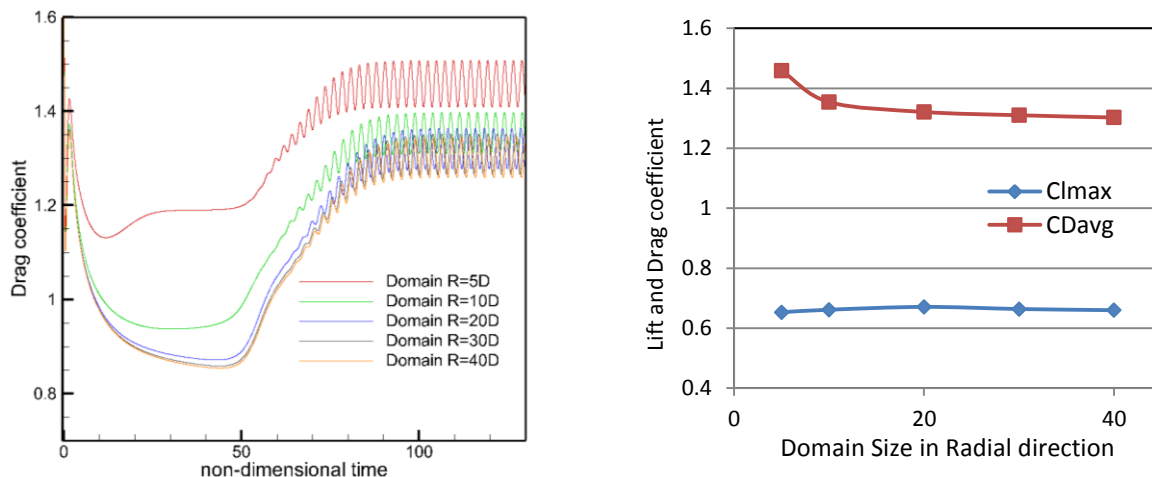 1.6
1.4
1.2
1
0.8
Drag coefficient
Domain R=5D
Domain R=10D
Domain R=20D
Domain R=30D
Domain R=40D
0 50 100
non-dimensional time
1.6
1.4
1.2
1
0.8
0.6
0.4
Lift and Drag coefficient
Clmax
CDavg
0 20 40
Domain Size in Radial direction